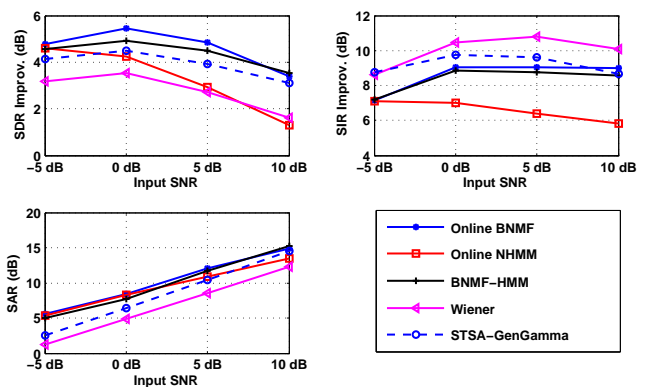 SDR Improv. (dB)
6
4
2
0
−5 dB 0 dB 5 dB 10 dB
Input SNR
SIR Improv. (dB)
12
10
8
6
4
−5 dB 0 dB 5 dB 10 dB
Input SNR
SAR (dB)
20
15
10
5
0
−5 dB 0 dB 5 dB 10 dB
Input SNR
Online BNMF
Online NHMM
BNMF−HMM
Wiener
STSA−GenGamma